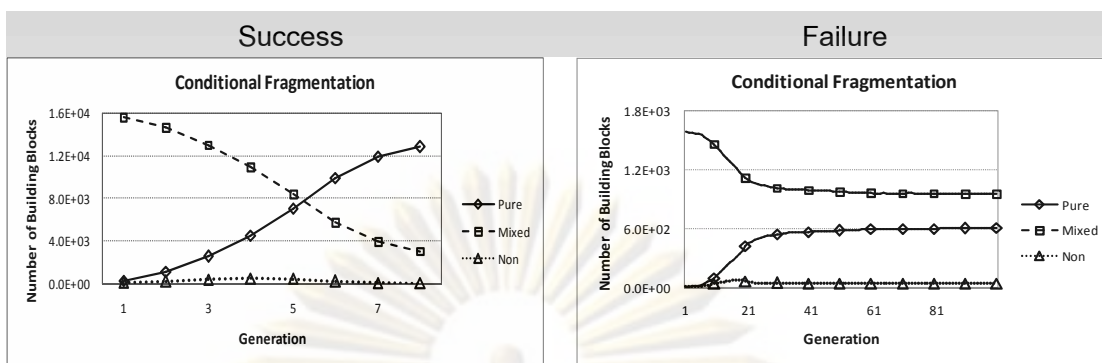 Success
Failure
Conditional Fragmentation
Number of Building Blocks
1.6E+04
1.2E+04
8.0E+03
4.0E+03
0.0E+00
1 3 5 7
Generation
Pure
Mixed
Non
Conditional Fragmentation
Number of Building Blocks
1.8E+03
1.2E+03
6.0E+02
0.0E+00
1 21 41 61 81
Generation
Pure
Mixed
Non